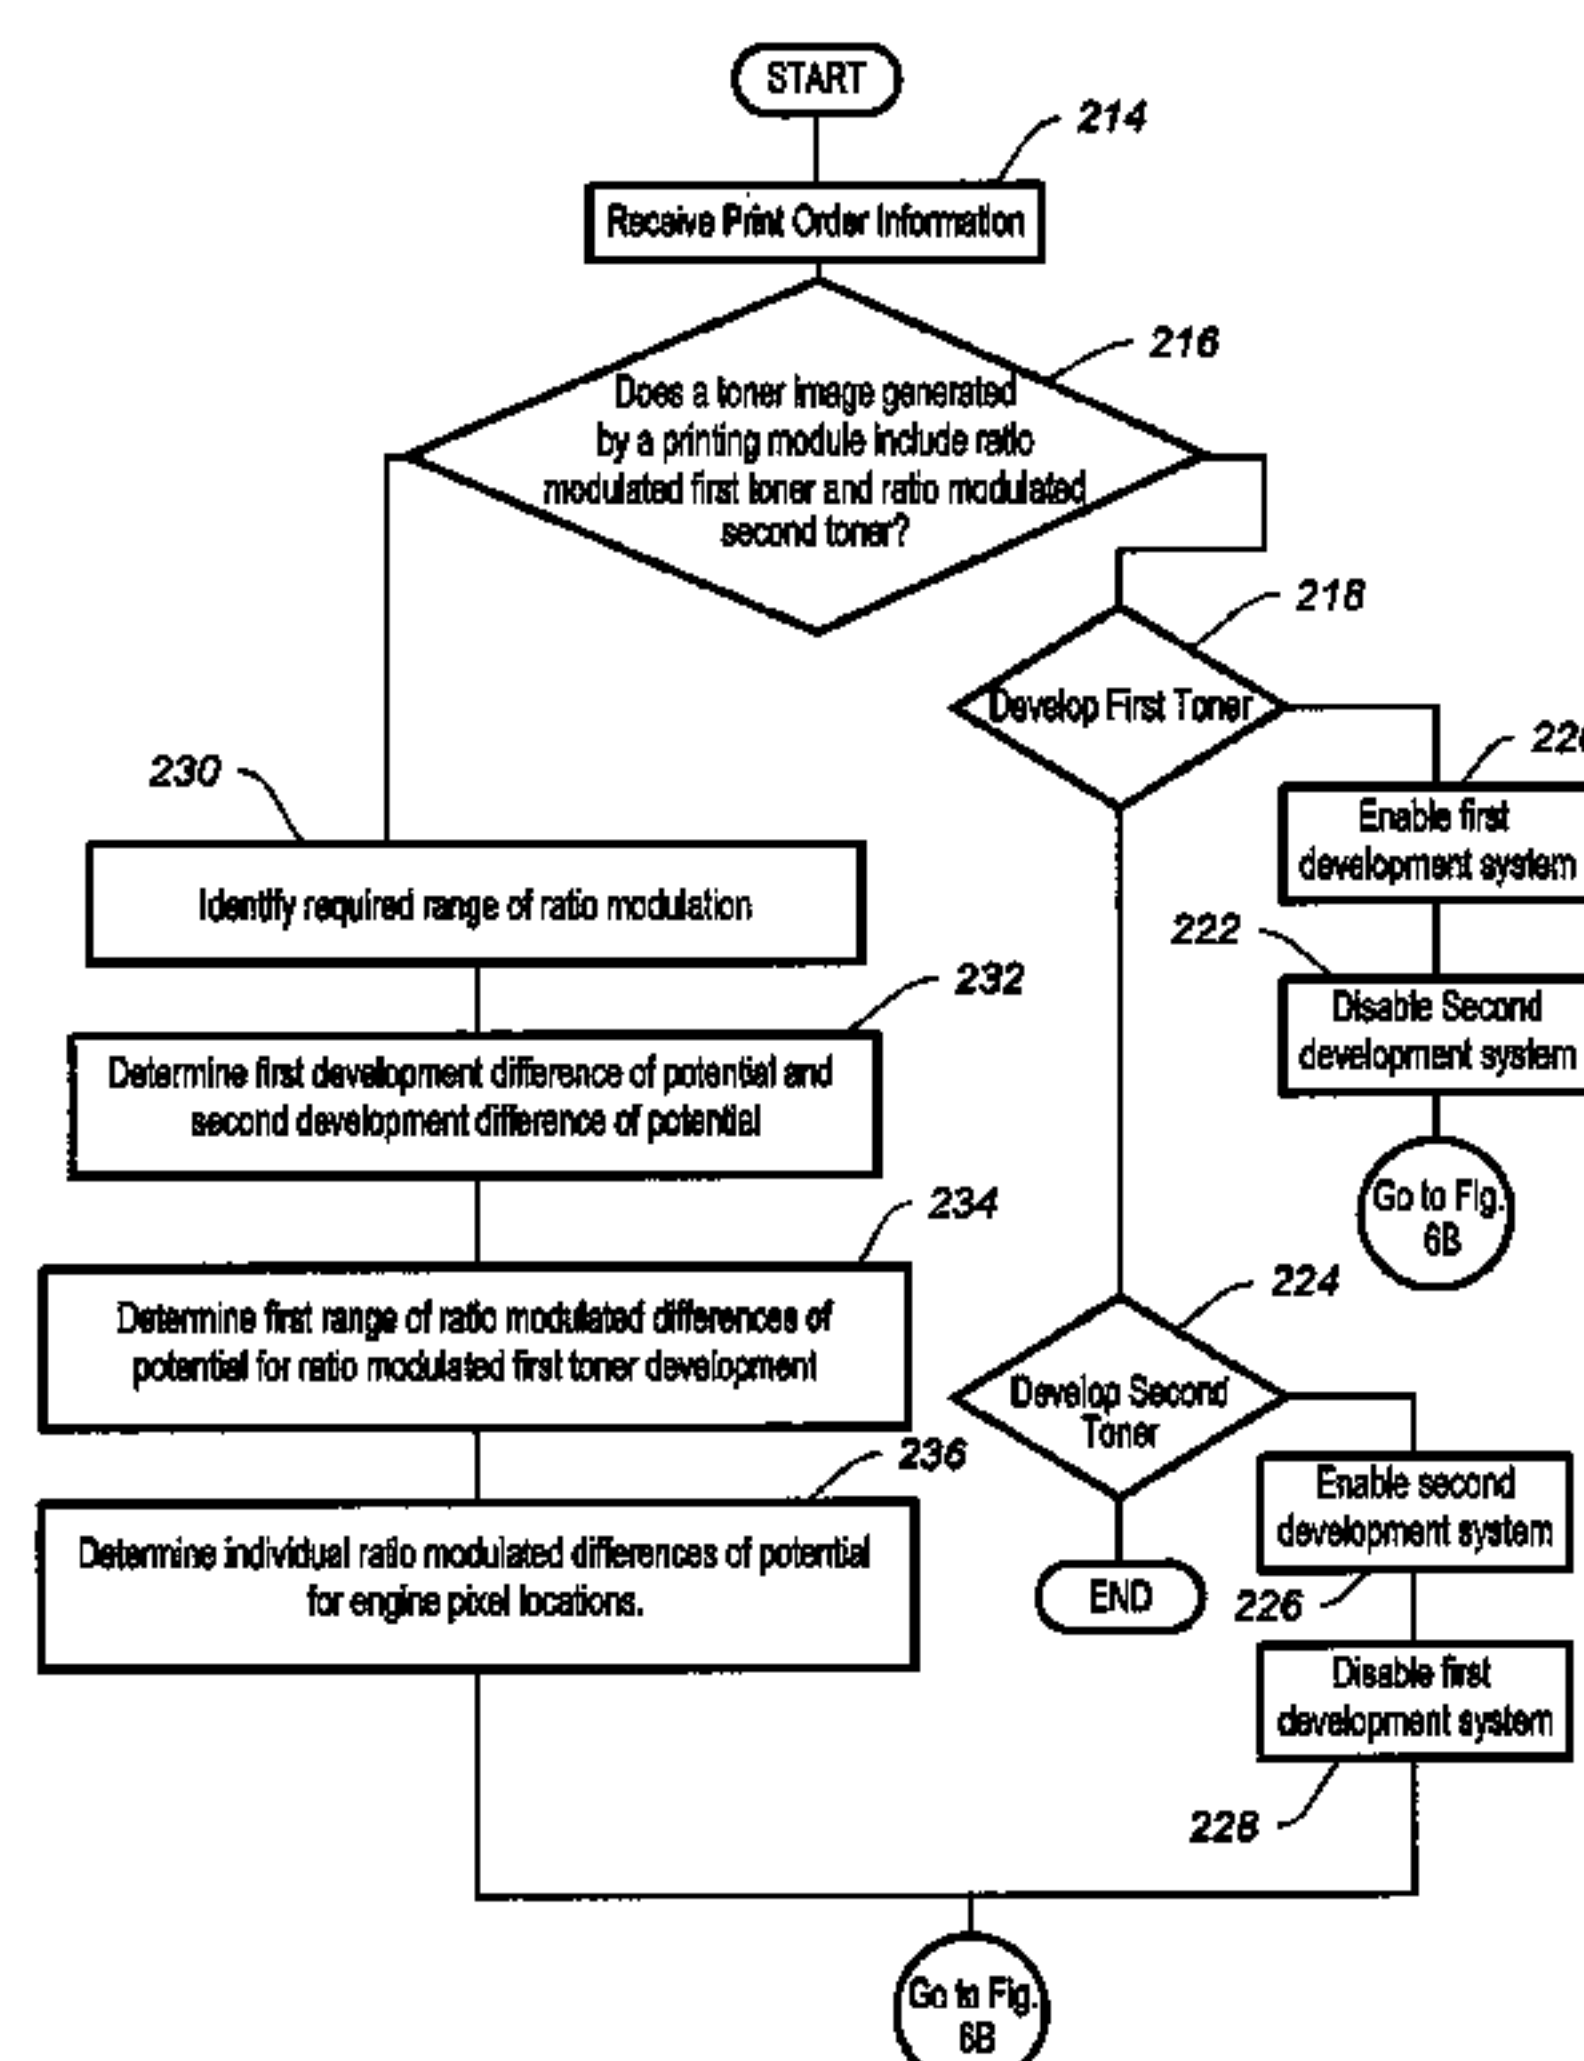 START
214
Receive Print Order Information
216
Does a toner image generated
by a printing module include ratio
modulated first toner and ratio modulated
second toner?
218
Develop First Toner
230
Enable first
development system
Identify required range of ratio modulation
222
Disable Second
development system
232
Determine first development difference of potential and
second development difference of potential
Go to Fig.
6B
234
Determine first range of ratio modulated differences of
potential for ratio modulated first toner development
224
Develop Second
Toner
236
Enable second
development system
Determine individual ratio modulated differences of potential
for engine pixel locations.
END
226
Disable first
development system
228
Go to Fig.
6B